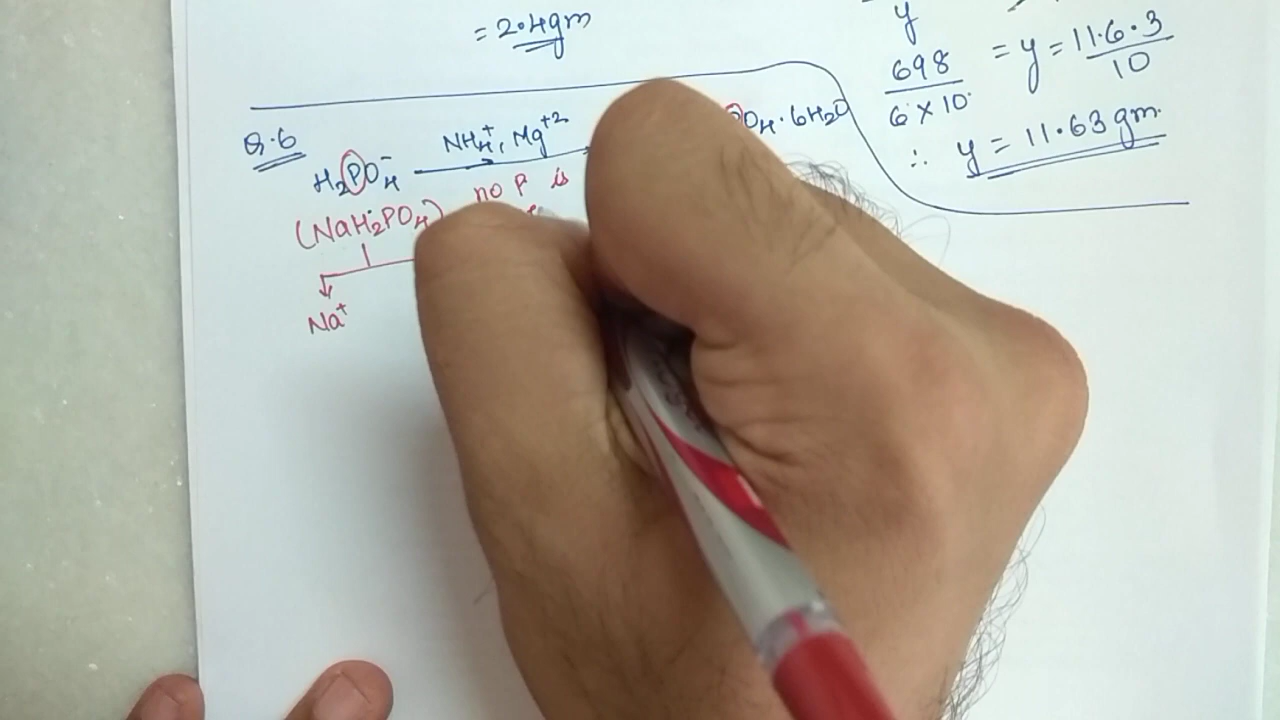 = 2.4gm
y
698
6 × 10
= y = 11.6.3
10
∴ y = 11.63 gm.
Q.6
H₂PO₄⁻ NH₄⁺, Mg⁺² PO₄·6H₂O
(NaH₂PO₄) no P is
Na⁺